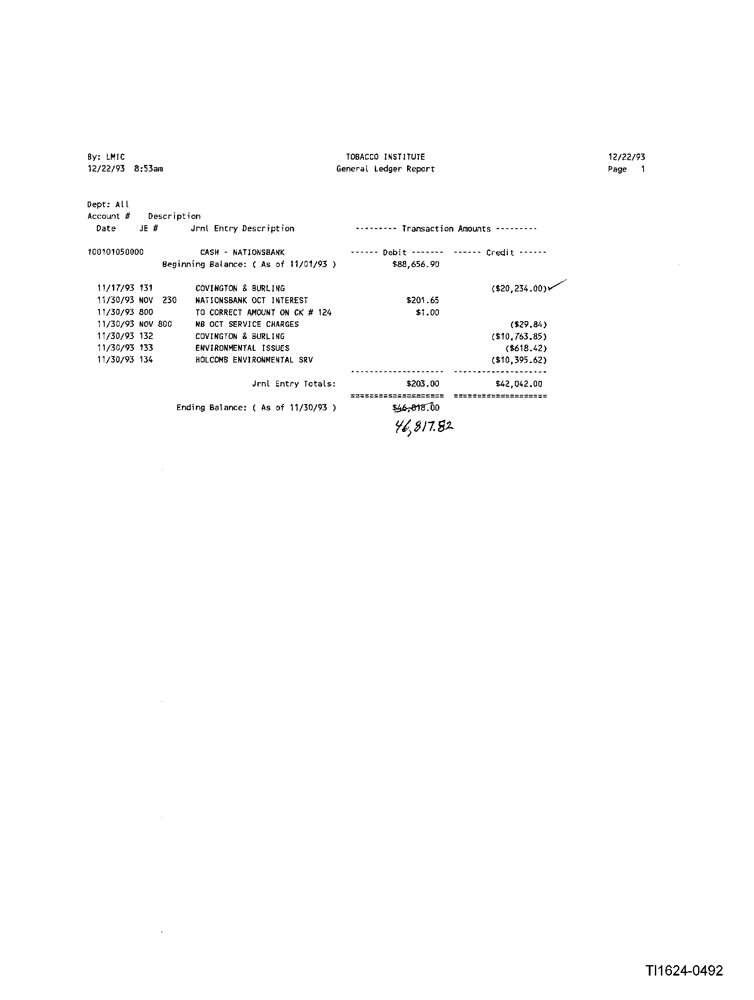 By: LMIC TOBACCO INSTITUTE 12/22/93
12/22/93 8:53am General Ledger Report Page 1
Dept: All
Account # Description
Date JE # Jrnl Entry Description --------- Transaction Amounts ---------
100101050000 CASH - NATIONSBANK ------ Debit ------- ------ Credit ------
Beginning Balance: ( As of 11/01/93 ) $88,656.90
11/17/93 131 COVINGTON & BURLING ($20,234.00)
11/30/93 NOV 230 NATIONSBANK OCT INTEREST $201.65
11/30/93 800 TO CORRECT AMOUNT ON CK # 124 $1.00
11/30/93 NOV 800 NB OCT SERVICE CHARGES ($29.84)
11/30/93 132 COVINGTON & BURLING ($10,763.85)
11/30/93 133 ENVIRONMENTAL ISSUES ($618.42)
11/30/93 134 HOLCOMB ENVIRONMENTAL SRV ($10,395.62)
Jrnl Entry Totals: $203.00 $42,042.00
Ending Balance: ( As of 11/30/93 ) $46,818.00
46,817.82
TI1624-0492